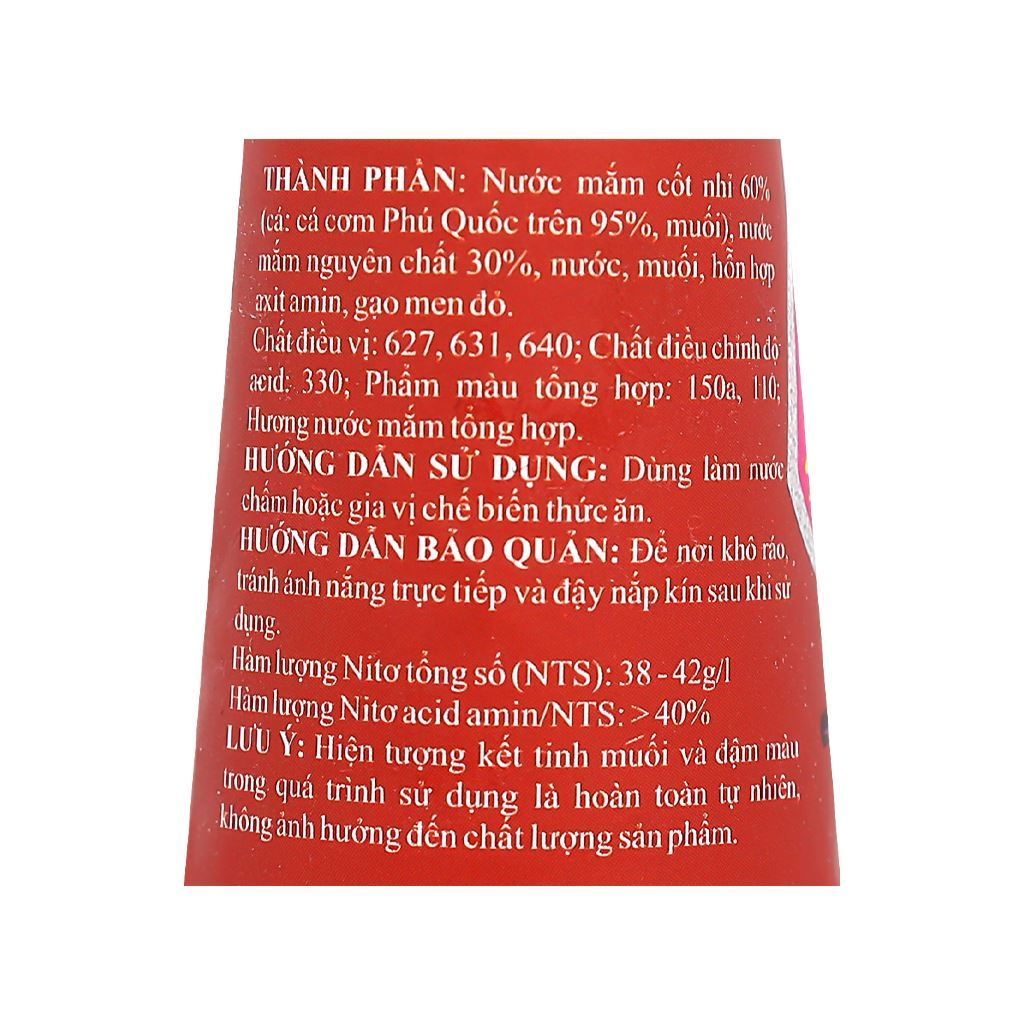 THÀNH PHẦN: Nước mắm cốt nhỉ 60%
(cá: cá cơm Phú Quốc trên 95%, muối), nước
mắm nguyên chất 30%, nước, muối, hỗn hợp
axit amin, gạo men đỏ.
Chất điều vị: 627, 631, 640; Chất điều chỉnh độ
acid: 330; Phẩm màu tổng hợp: 150a, 110;
Hương nước mắm tổng hợp.
HƯỚNG DẪN SỬ DỤNG: Dùng làm nước
chấm hoặc gia vị chế biến thức ăn.
HƯỚNG DẪN BẢO QUẢN: Để nơi khô ráo,
tránh ánh nắng trực tiếp và đậy nắp kín sau khi sử
dụng.
Hàm lượng Nitơ tổng số (NTS): 38 - 42g/l
Hàm lượng Nitơ acid amin/NTS: > 40%
LƯU Ý: Hiện tượng kết tinh muối và đậm màu
trong quá trình sử dụng là hoàn toàn tự nhiên,
không ảnh hưởng đến chất lượng sản phẩm.